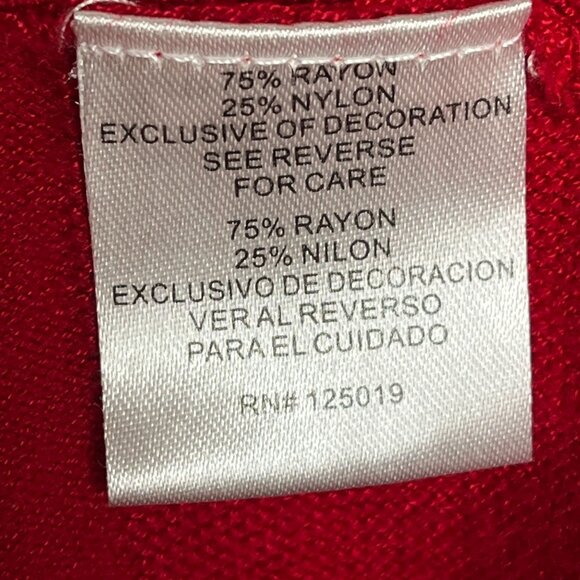 75% RAYON
25% NYLON
EXCLUSIVE OF DECORATION
SEE REVERSE
FOR CARE
75% RAYON
25% NILON
EXCLUSIVO DE DECORACION
VER AL REVERSO
PARA EL CUIDADO
RN# 125019